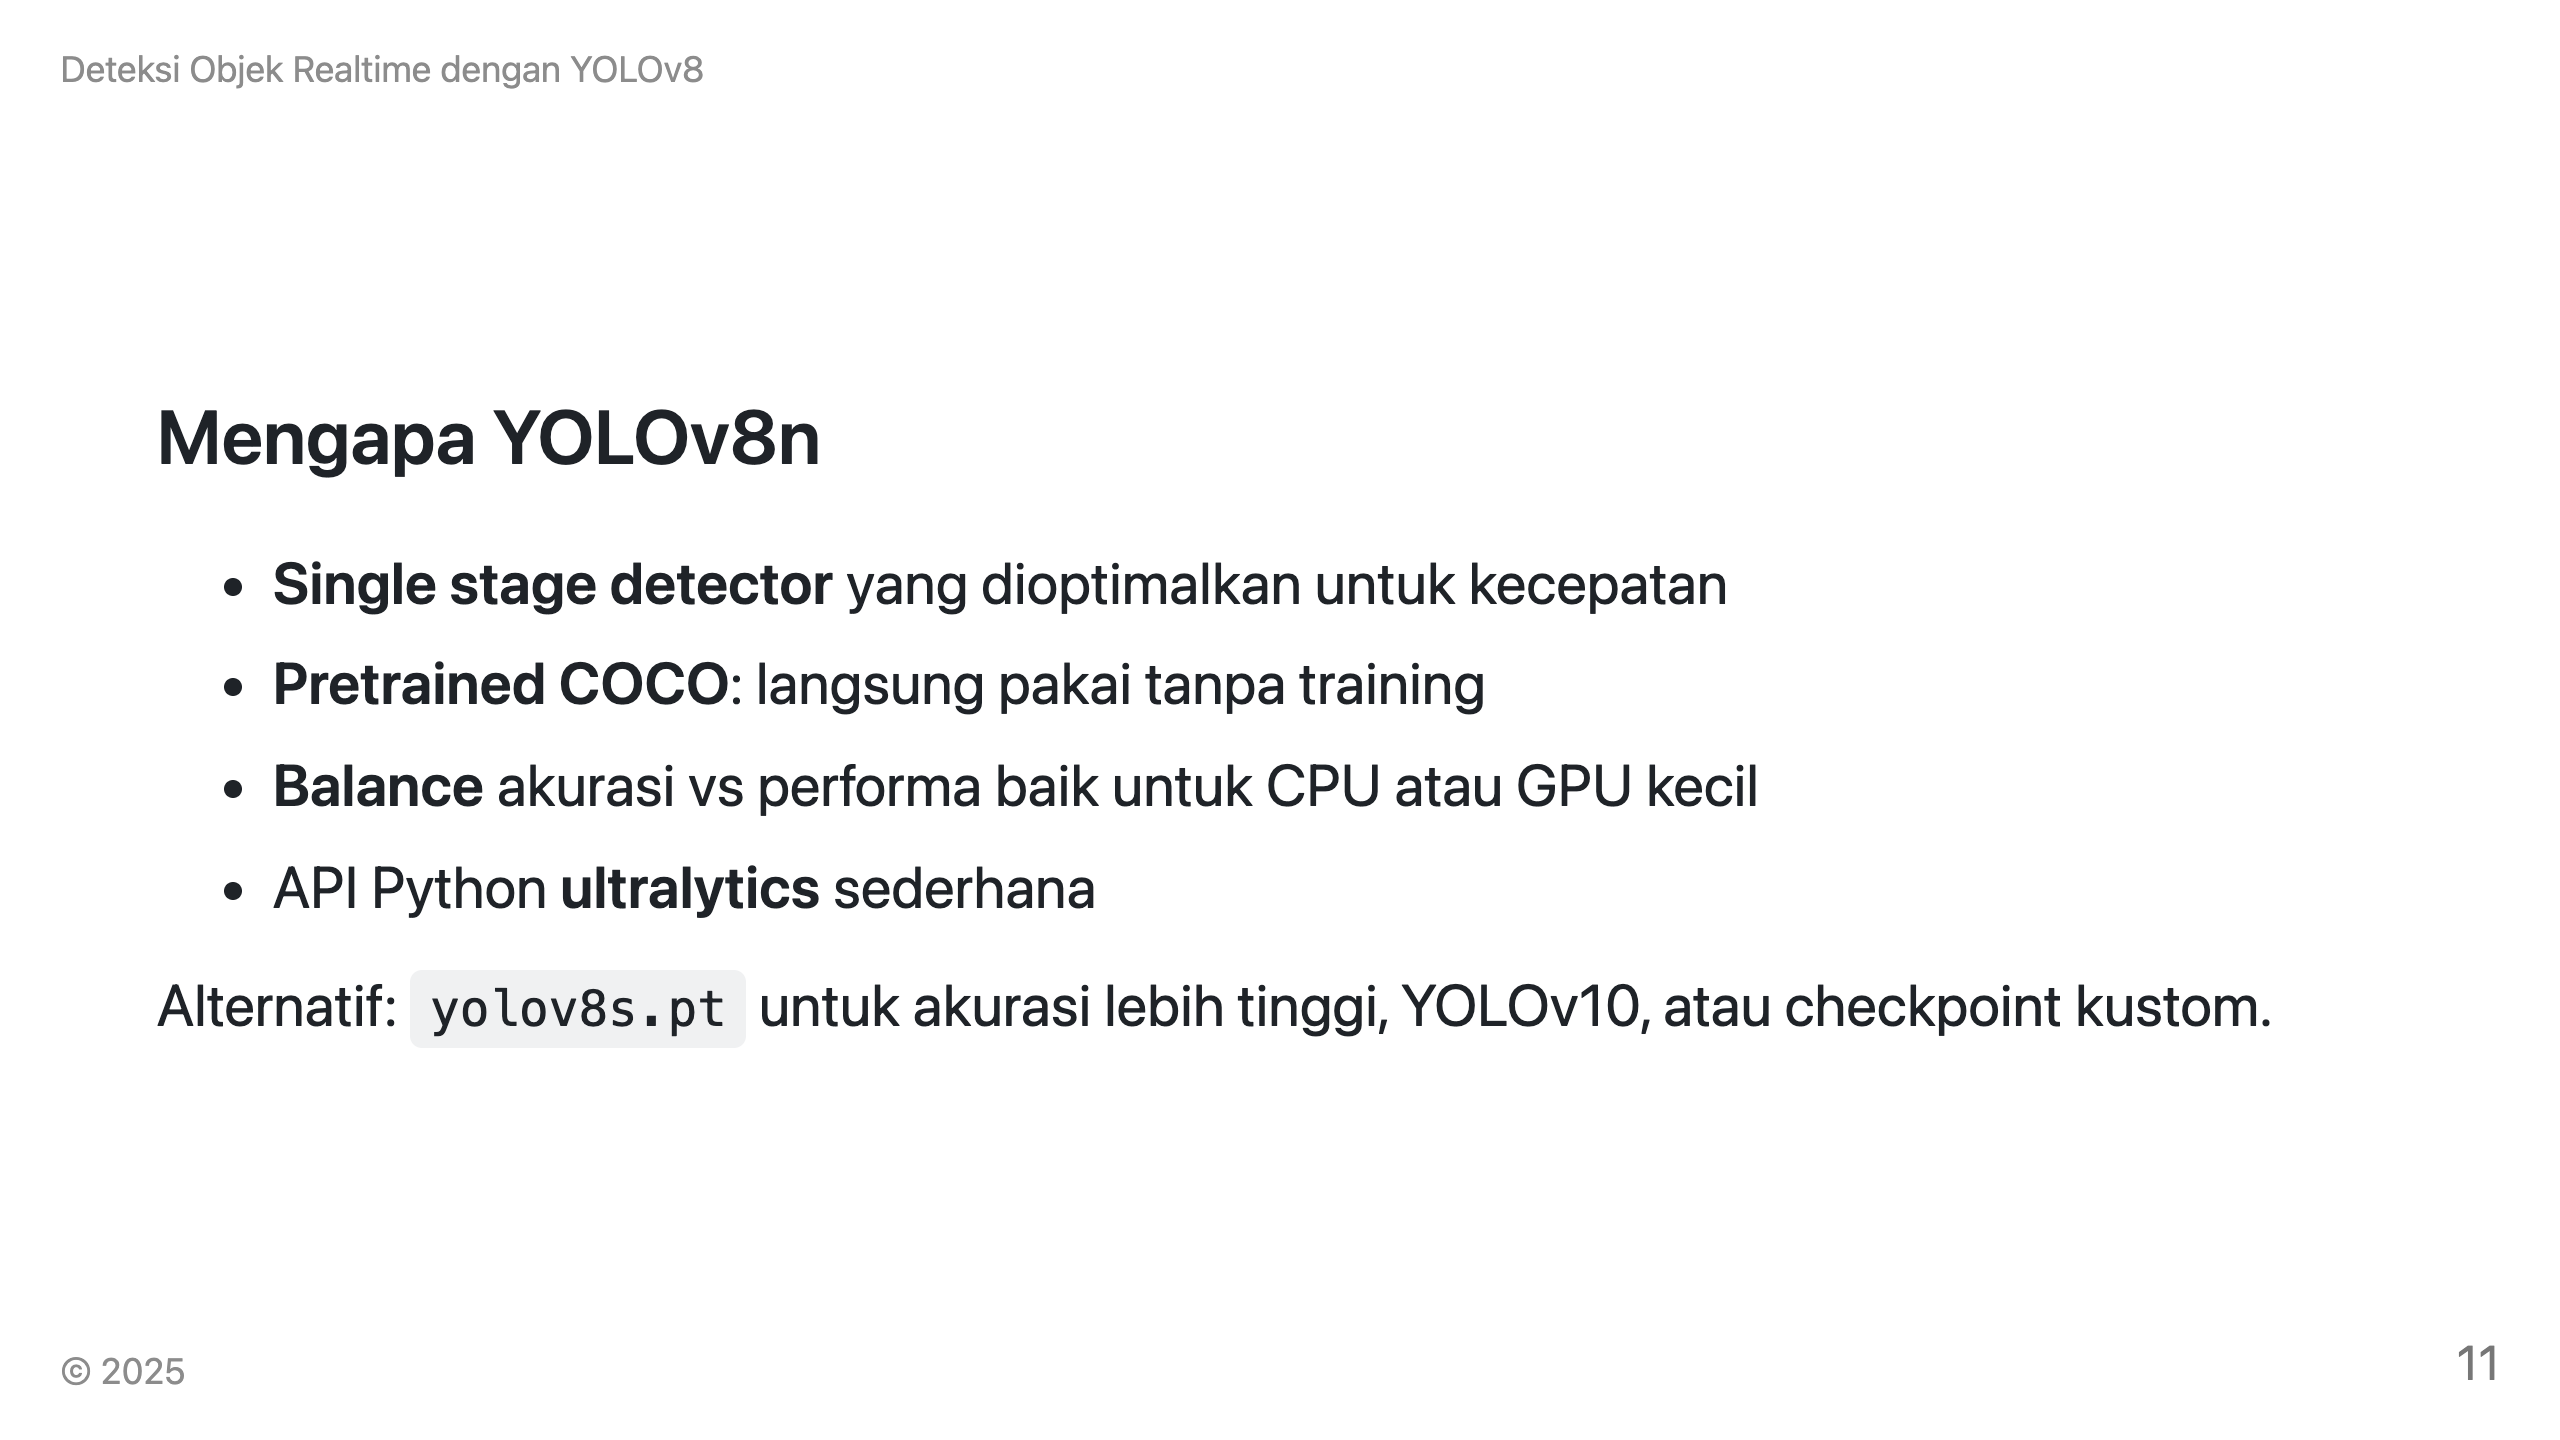 Deteksi Objek Realtime dengan YOLOv8
Mengapa YOLOv8n
• Single stage detector yang dioptimalkan untuk kecepatan
• Pretrained COCO: langsung pakai tanpa training
• Balance akurasi vs performa baik untuk CPU atau GPU kecil
• API Python ultralytics sederhana
Alternatif: yolov8s.pt untuk akurasi lebih tinggi, YOLOv10, atau checkpoint kustom.
© 2025
11